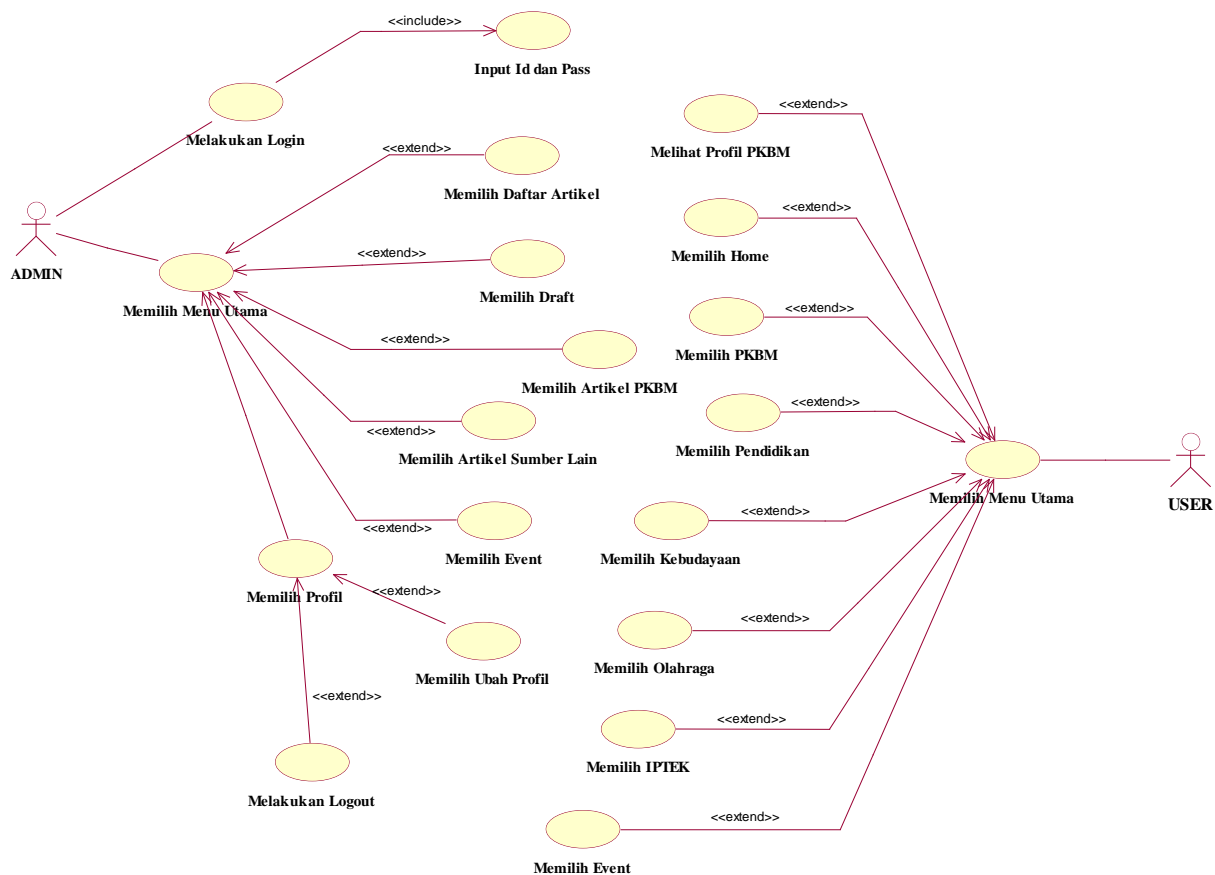 <<include>>
Input Id dan Pass
Melakukan Login
<<extend>>
Memilih Daftar Artikel
ADMIN
<<extend>>
Memilih Draft
Memilih Menu Utama
<<extend>>
Memilih Artikel PKBM
<<extend>>
Memilih Artikel Sumber Lain
<<extend>>
Memilih Event
Memilih Profil
<<extend>>
Memilih Ubah Profil
<<extend>>
Melakukan Logout
<<extend>>
Melihat Profil PKBM
<<extend>>
Memilih Home
<<extend>>
Memilih PKBM
<<extend>>
Memilih Pendidikan
Memilih Menu Utama
USER
<<extend>>
Memilih Kebudayaan
<<extend>>
Memilih Olahraga
<<extend>>
Memilih IPTEK
<<extend>>
Memilih Event